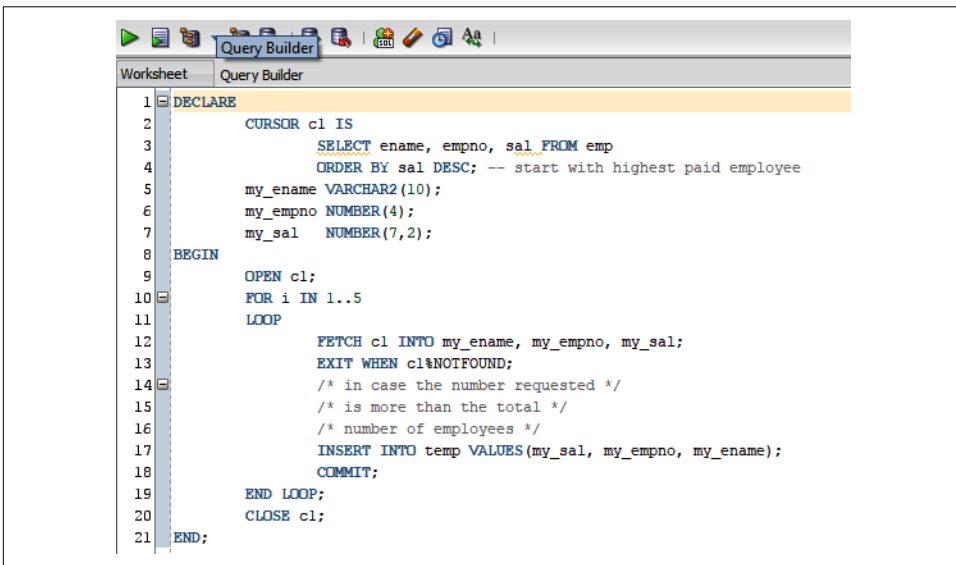 SQL
Query Builder
Worksheet Query Builder
1 DECLARE
2 CURSOR c1 IS
3 SELECT ename, empno, sal FROM emp
4 ORDER BY sal DESC; -- start with highest paid employee
5 my_ename VARCHAR2(10);
6 my_empno NUMBER(4);
7 my_sal NUMBER(7,2);
8 BEGIN
9 OPEN c1;
10 FOR i IN 1..5
11 LOOP
12 FETCH c1 INTO my_ename, my_empno, my_sal;
13 EXIT WHEN c1%NOTFOUND;
14 /* in case the number requested */
15 /* is more than the total */
16 /* number of employees */
17 INSERT INTO temp VALUES(my_sal, my_empno, my_ename);
18 COMMIT;
19 END LOOP;
20 CLOSE c1;
21 END;